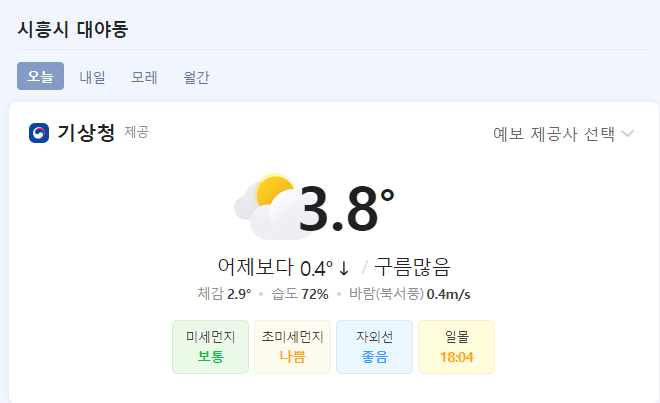 시흥시 대야동
오늘 내일 모레 월간
기상청 제공 예보 제공사 선택
3.8°
어제보다 0.4° ↓ / 구름많음
체감 2.9° • 습도 72% • 바람(북서풍) 0.4m/s
미세먼지 초미세먼지 자외선 일몰
보통 나쁨 좋음 18:04